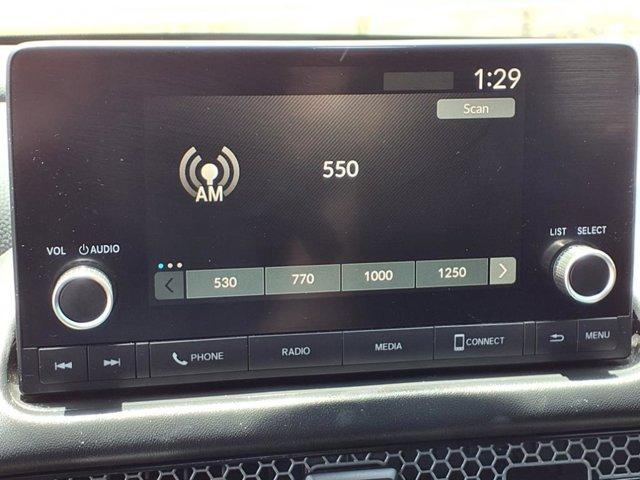 1:29
Scan
550
AM
VOL AUDIO
LIST SELECT
530 770 1000 1250
PHONE RADIO MEDIA CONNECT MENU